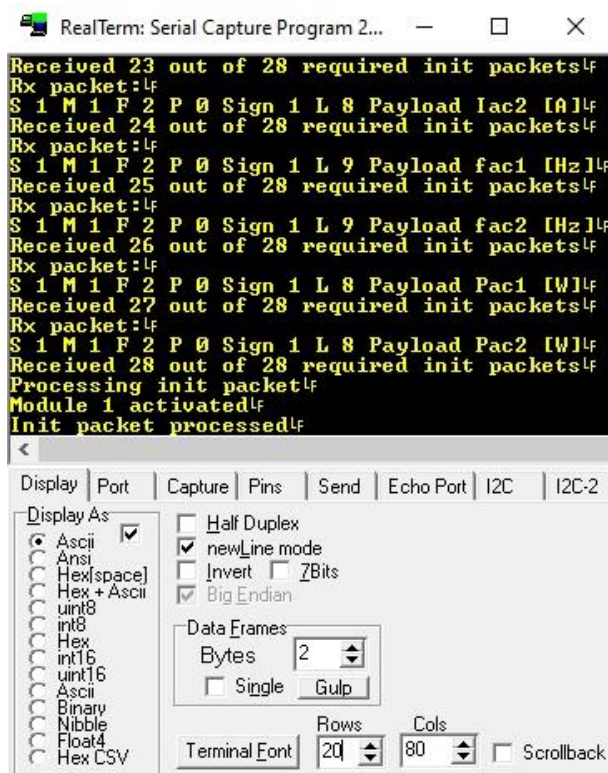 RealTerm: Serial Capture Program 2...
Received 23 out of 28 required init packets␊
Rx packet:␊
S 1 M 1 F 2 P 0 Sign 1 L 8 Payload Iac2 [A]␊
Received 24 out of 28 required init packets␊
Rx packet:␊
S 1 M 1 F 2 P 0 Sign 1 L 9 Payload fac1 [Hz]␊
Received 25 out of 28 required init packets␊
Rx packet:␊
S 1 M 1 F 2 P 0 Sign 1 L 9 Payload fac2 [Hz]␊
Received 26 out of 28 required init packets␊
Rx packet:␊
S 1 M 1 F 2 P 0 Sign 1 L 8 Payload Pac1 [W]␊
Received 27 out of 28 required init packets␊
Rx packet:␊
S 1 M 1 F 2 P 0 Sign 1 L 8 Payload Pac2 [W]␊
Received 28 out of 28 required init packets␊
Processing init packet␊
Module 1 activated␊
Init packet processed␊
Display Port Capture Pins Send Echo Port I2C I2C-2
Display As
Ascii
Ansi
Hex[space]
Hex + Ascii
uint8
int8
Hex
int16
uint16
Ascii
Binary
Nibble
Float4
Hex CSV
Half Duplex
newLine mode
Invert 7Bits
Big Endian
Data Frames
Bytes 2
Single Gulp
Rows Cols
Terminal Font 20 80 Scrollback